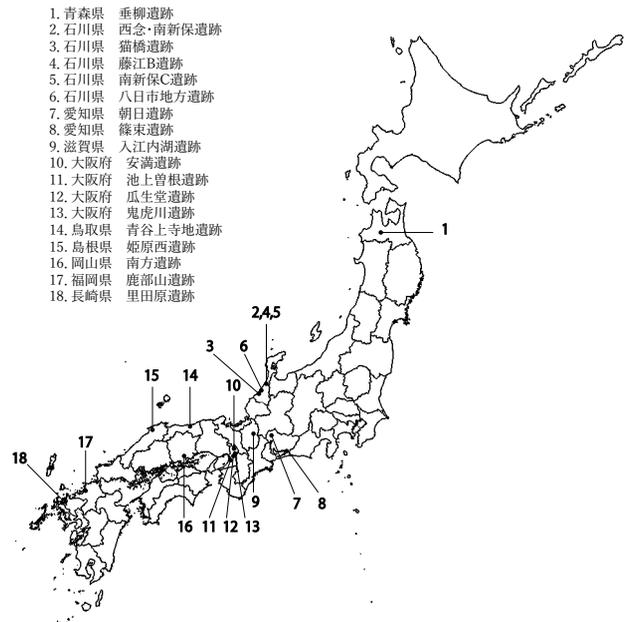 1. 青森県　垂柳遺跡
2. 石川県　西念・南新保遺跡
3. 石川県　猫橋遺跡
4. 石川県　藤江B遺跡
5. 石川県　南新保C遺跡
6. 石川県　八日市地方遺跡
7. 愛知県　朝日遺跡
8. 愛知県　篠束遺跡
9. 滋賀県　入江内湖遺跡
10. 大阪府　安満遺跡
11. 大阪府　池上曽根遺跡
12. 大阪府　瓜生堂遺跡
13. 大阪府　鬼虎川遺跡
14. 鳥取県　青谷上寺地遺跡
15. 島根県　姫原西遺跡
16. 岡山県　南方遺跡
17. 福岡県　鹿部山遺跡
18. 長崎県　里田原遺跡
1
2,4,5
3
6
15
14
10
17
18
9
7
8
16
11
12
13